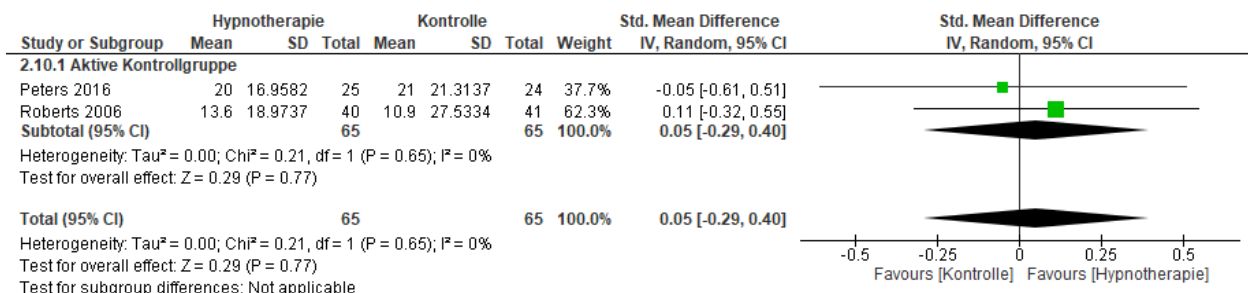 Hypnotherapie Kontrolle Std. Mean Difference Std. Mean Difference
Study or Subgroup Mean SD Total Mean SD Total Weight IV, Random, 95% CI IV, Random, 95% CI
2.10.1 Aktive Kontrollgruppe
Peters 2016 20 16.9582 25 21 21.3137 24 37.7% -0.05 [-0.61, 0.51]
Roberts 2006 13.6 18.9737 40 10.9 27.5334 41 62.3% 0.11 [-0.32, 0.55]
Subtotal (95% CI) 65 65 100.0% 0.05 [-0.29, 0.40]
Heterogeneity: Tau² = 0.00; Chi² = 0.21, df = 1 (P = 0.65); I² = 0%
Test for overall effect: Z = 0.29 (P = 0.77)
Total (95% CI) 65 65 100.0% 0.05 [-0.29, 0.40]
Heterogeneity: Tau² = 0.00; Chi² = 0.21, df = 1 (P = 0.65); I² = 0%
Test for overall effect: Z = 0.29 (P = 0.77)
Test for subgroup differences: Not applicable
-0.5 -0.25 0 0.25 0.5
Favours [Kontrolle] Favours [Hypnotherapie]